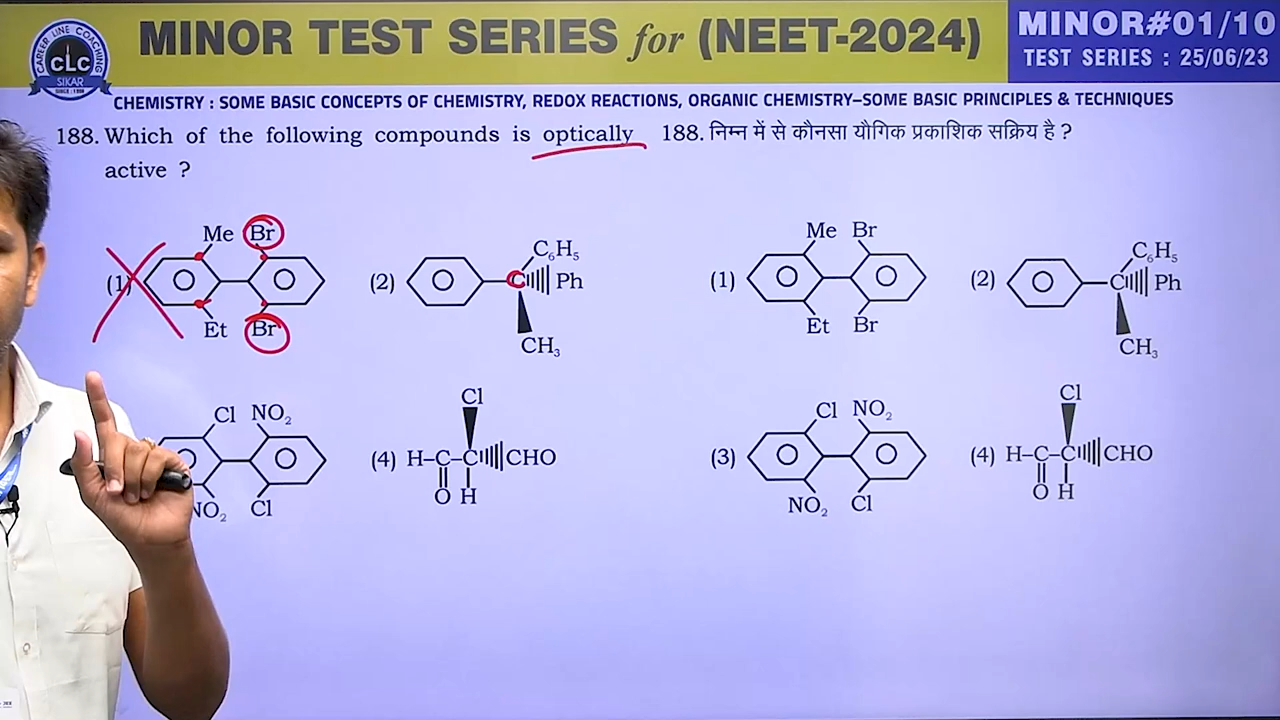 CAREER LINE COACHING
CLC
SIKAR
SINCE : 1996
MINOR TEST SERIES for (NEET-2024)
MINOR#01/10
TEST SERIES : 25/06/23
CHEMISTRY : SOME BASIC CONCEPTS OF CHEMISTRY, REDOX REACTIONS, ORGANIC CHEMISTRY–SOME BASIC PRINCIPLES & TECHNIQUES
188. Which of the following compounds is optically
active ?
(1) Me Br
Et Br
(2) C₆H₅
C Ph
CH₃
Cl NO₂
NO₂ Cl
(4) Cl
H–C–C CHO
O H
188. निम्न में से कौनसा यौगिक प्रकाशिक सक्रिय है ?
(1) Me Br
Et Br
(2) C₆H₅
C Ph
CH₃
(3) Cl NO₂
NO₂ Cl
(4) Cl
H–C–C CHO
O H